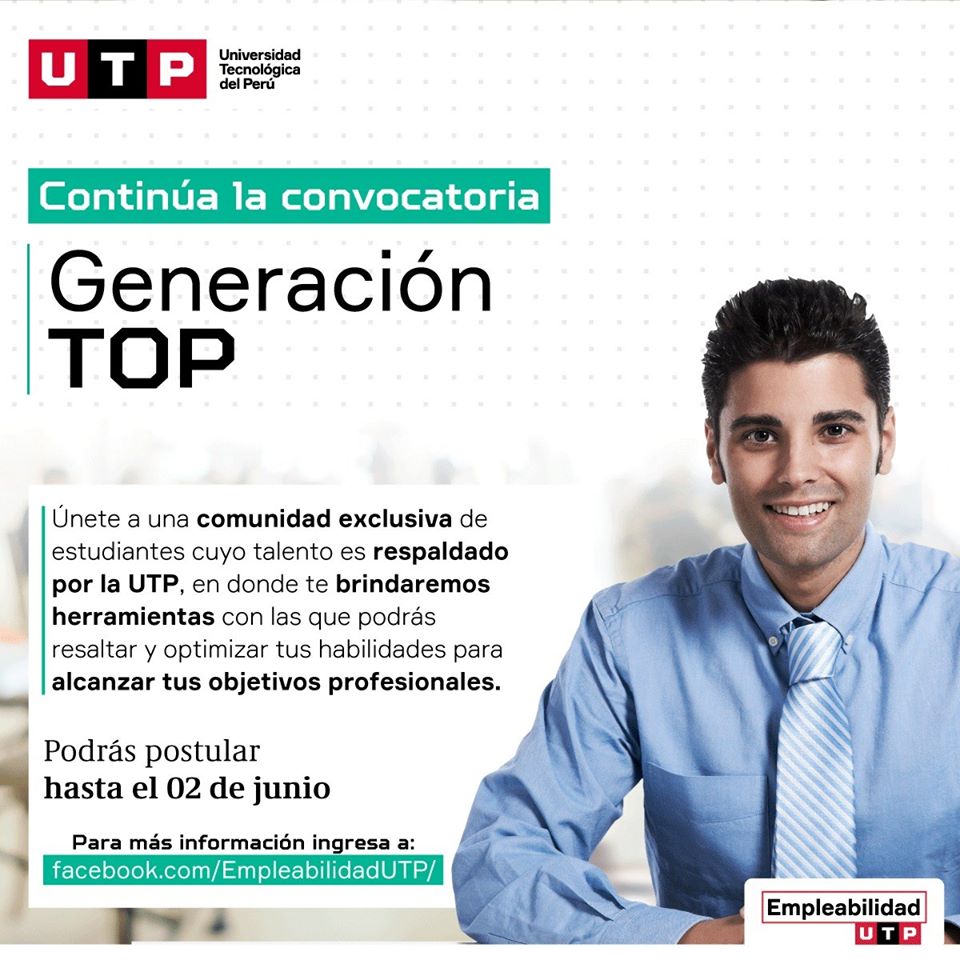 UTP
Universidad
Tecnológica
del Perú
Continúa la convocatoria
Generación
TOP
Únete a una comunidad exclusiva de
estudiantes cuyo talento es respaldado
por la UTP, en donde te brindaremos
herramientas con las que podrás
resaltar y optimizar tus habilidades para
alcanzar tus objetivos profesionales.
Podrás postular
hasta el 02 de junio
Para más información ingresa a:
facebook.com/EmpleabilidadUTP/
Empleabilidad
UTP